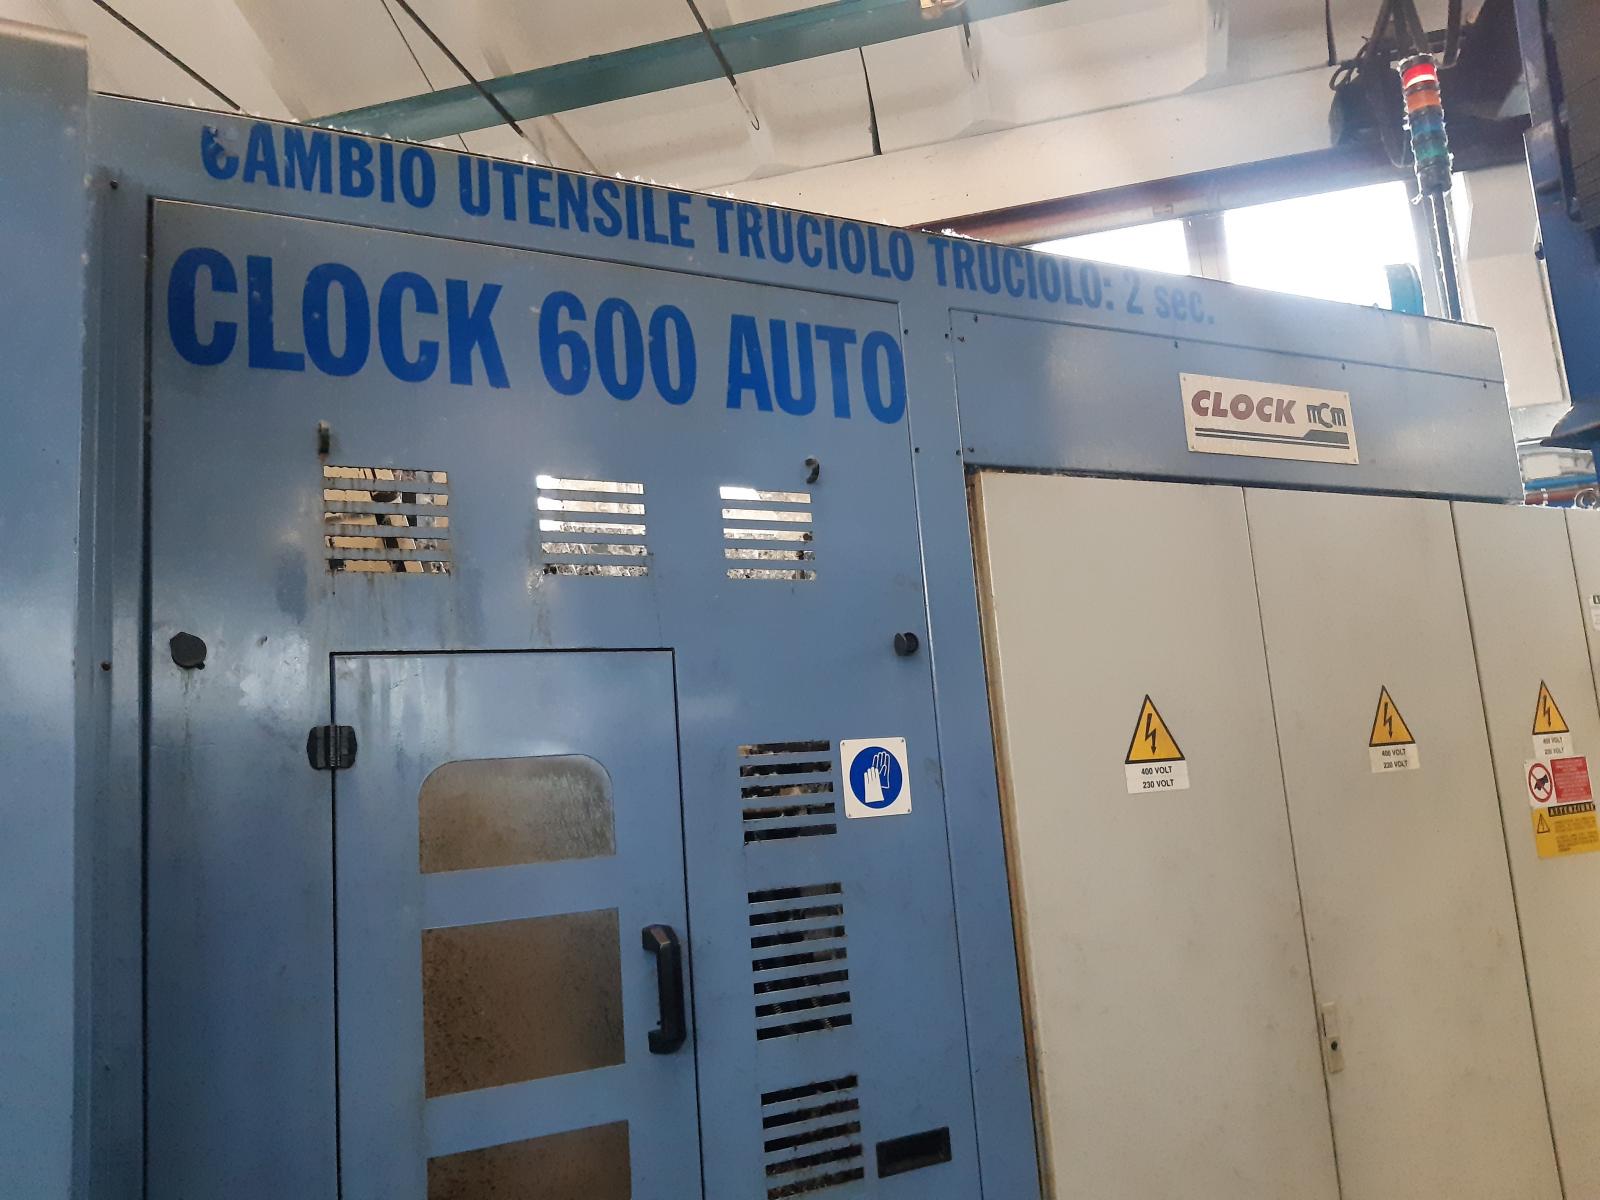 CAMBIO UTENSILE TRUCIOLO TRUCIOLO: 2 sec.
CLOCK 600 AUTO
CLOCK mcm
400 VOLT
230 VOLT
400 VOLT
230 VOLT
400 VOLT
230 VOLT
ATTENZIONE